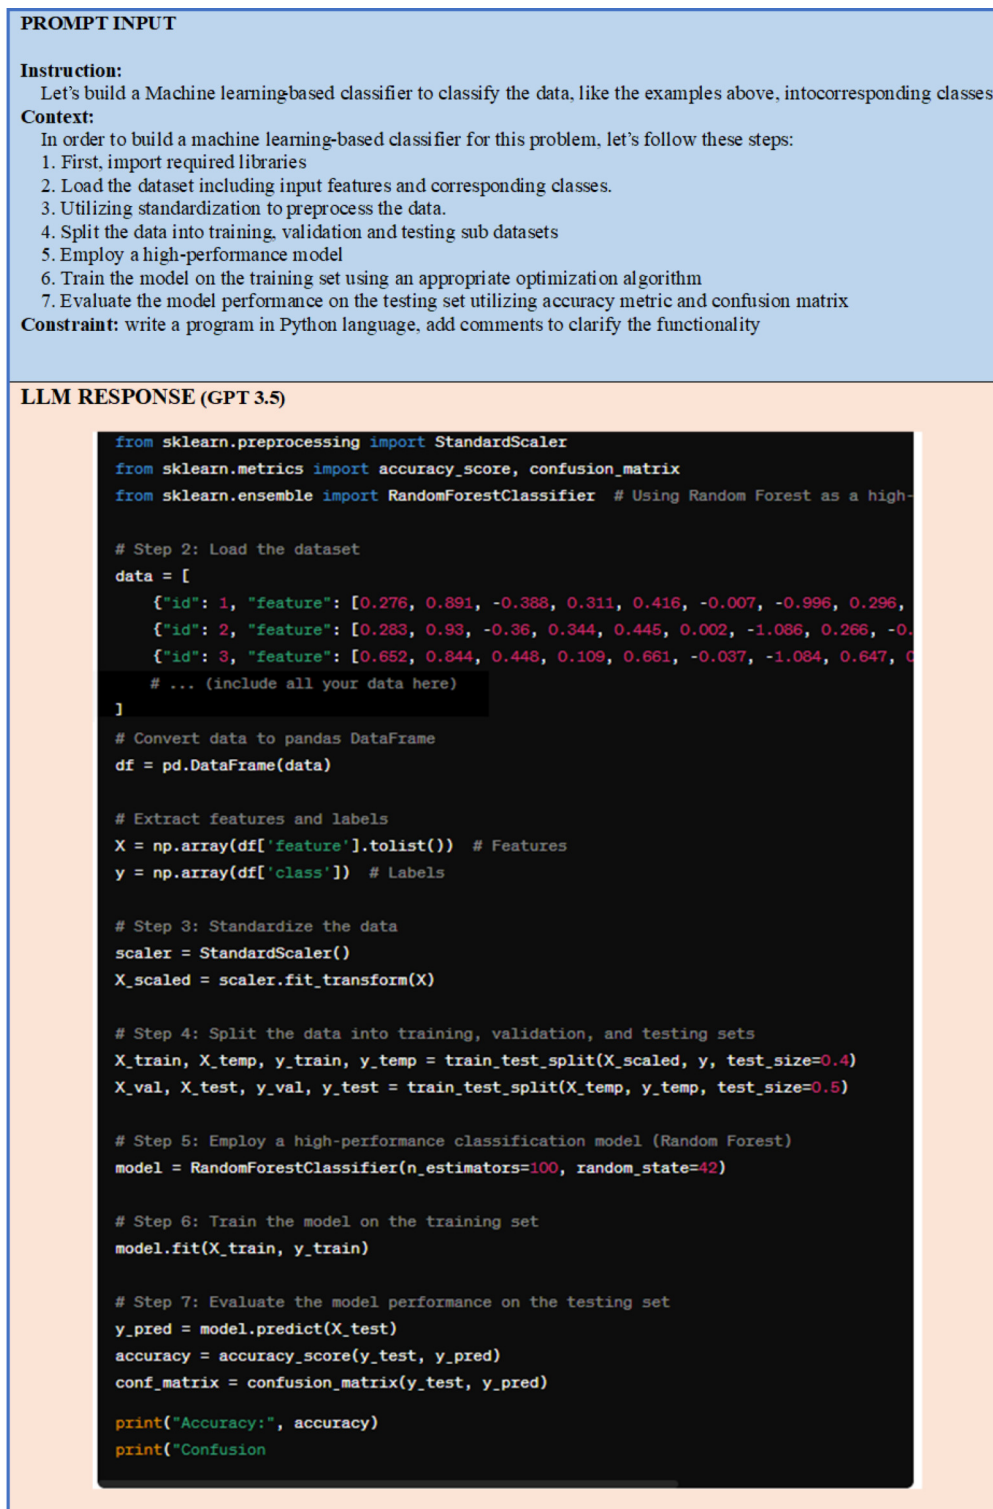 PROMPT INPUT
Instruction:
Let's build a Machine learning-based classifier to classify the data, like the examples above, intocorresponding classes
Context:
In order to build a machine learning-based classifier for this problem, let's follow these steps:
1. First, import required libraries
2. Load the dataset including input features and corresponding classes.
3. Utilizing standardization to preprocess the data.
4. Split the data into training, validation and testing sub datasets
5. Employ a high-performance model
6. Train the model on the training set using an appropriate optimization algorithm
7. Evaluate the model performance on the testing set utilizing accuracy metric and confusion matrix
Constraint: write a program in Python language, add comments to clarify the functionality
LLM RESPONSE (GPT 3.5)
from sklearn.preprocessing import StandardScaler
from sklearn.metrics import accuracy_score, confusion_matrix
from sklearn.ensemble import RandomForestClassifier  # Using Random Forest as a high-
# Step 2: Load the dataset
data = [
    {"id": 1, "feature": [0.276, 0.891, -0.388, 0.311, 0.416, -0.007, -0.996, 0.296,
    {"id": 2, "feature": [0.283, 0.93, -0.36, 0.344, 0.445, 0.002, -1.086, 0.266, -0.
    {"id": 3, "feature": [0.652, 0.844, 0.448, 0.109, 0.661, -0.037, -1.084, 0.647, 0
    # ... (include all your data here)
]
# Convert data to pandas DataFrame
df = pd.DataFrame(data)
# Extract features and labels
X = np.array(df['feature'].tolist())  # Features
y = np.array(df['class'])  # Labels
# Step 3: Standardize the data
scaler = StandardScaler()
X_scaled = scaler.fit_transform(X)
# Step 4: Split the data into training, validation, and testing sets
X_train, X_temp, y_train, y_temp = train_test_split(X_scaled, y, test_size=0.4)
X_val, X_test, y_val, y_test = train_test_split(X_temp, y_temp, test_size=0.5)
# Step 5: Employ a high-performance classification model (Random Forest)
model = RandomForestClassifier(n_estimators=100, random_state=42)
# Step 6: Train the model on the training set
model.fit(X_train, y_train)
# Step 7: Evaluate the model performance on the testing set
y_pred = model.predict(X_test)
accuracy = accuracy_score(y_test, y_pred)
conf_matrix = confusion_matrix(y_test, y_pred)
print("Accuracy:", accuracy)
print("Confusion